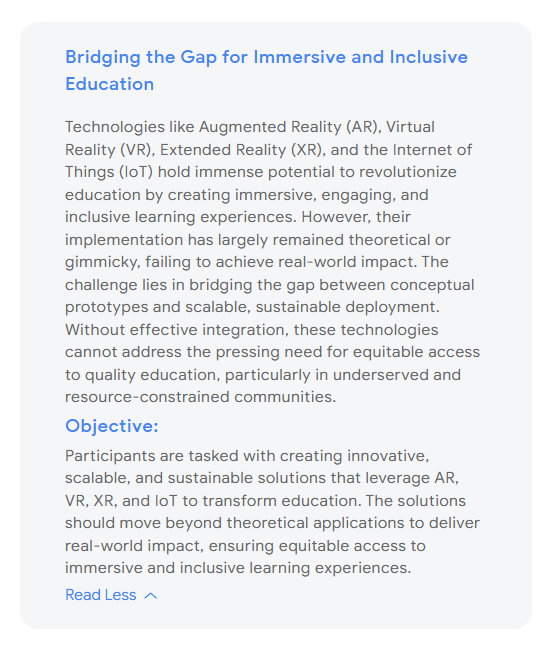 Bridging the Gap for Immersive and Inclusive
Education
Technologies like Augmented Reality (AR), Virtual
Reality (VR), Extended Reality (XR), and the Internet of
Things (IoT) hold immense potential to revolutionize
education by creating immersive, engaging, and
inclusive learning experiences. However, their
implementation has largely remained theoretical or
gimmicky, failing to achieve real-world impact. The
challenge lies in bridging the gap between conceptual
prototypes and scalable, sustainable deployment.
Without effective integration, these technologies
cannot address the pressing need for equitable access
to quality education, particularly in underserved and
resource-constrained communities.
Objective:
Participants are tasked with creating innovative,
scalable, and sustainable solutions that leverage AR,
VR, XR, and IoT to transform education. The solutions
should move beyond theoretical applications to deliver
real-world impact, ensuring equitable access to
immersive and inclusive learning experiences.
Read Less